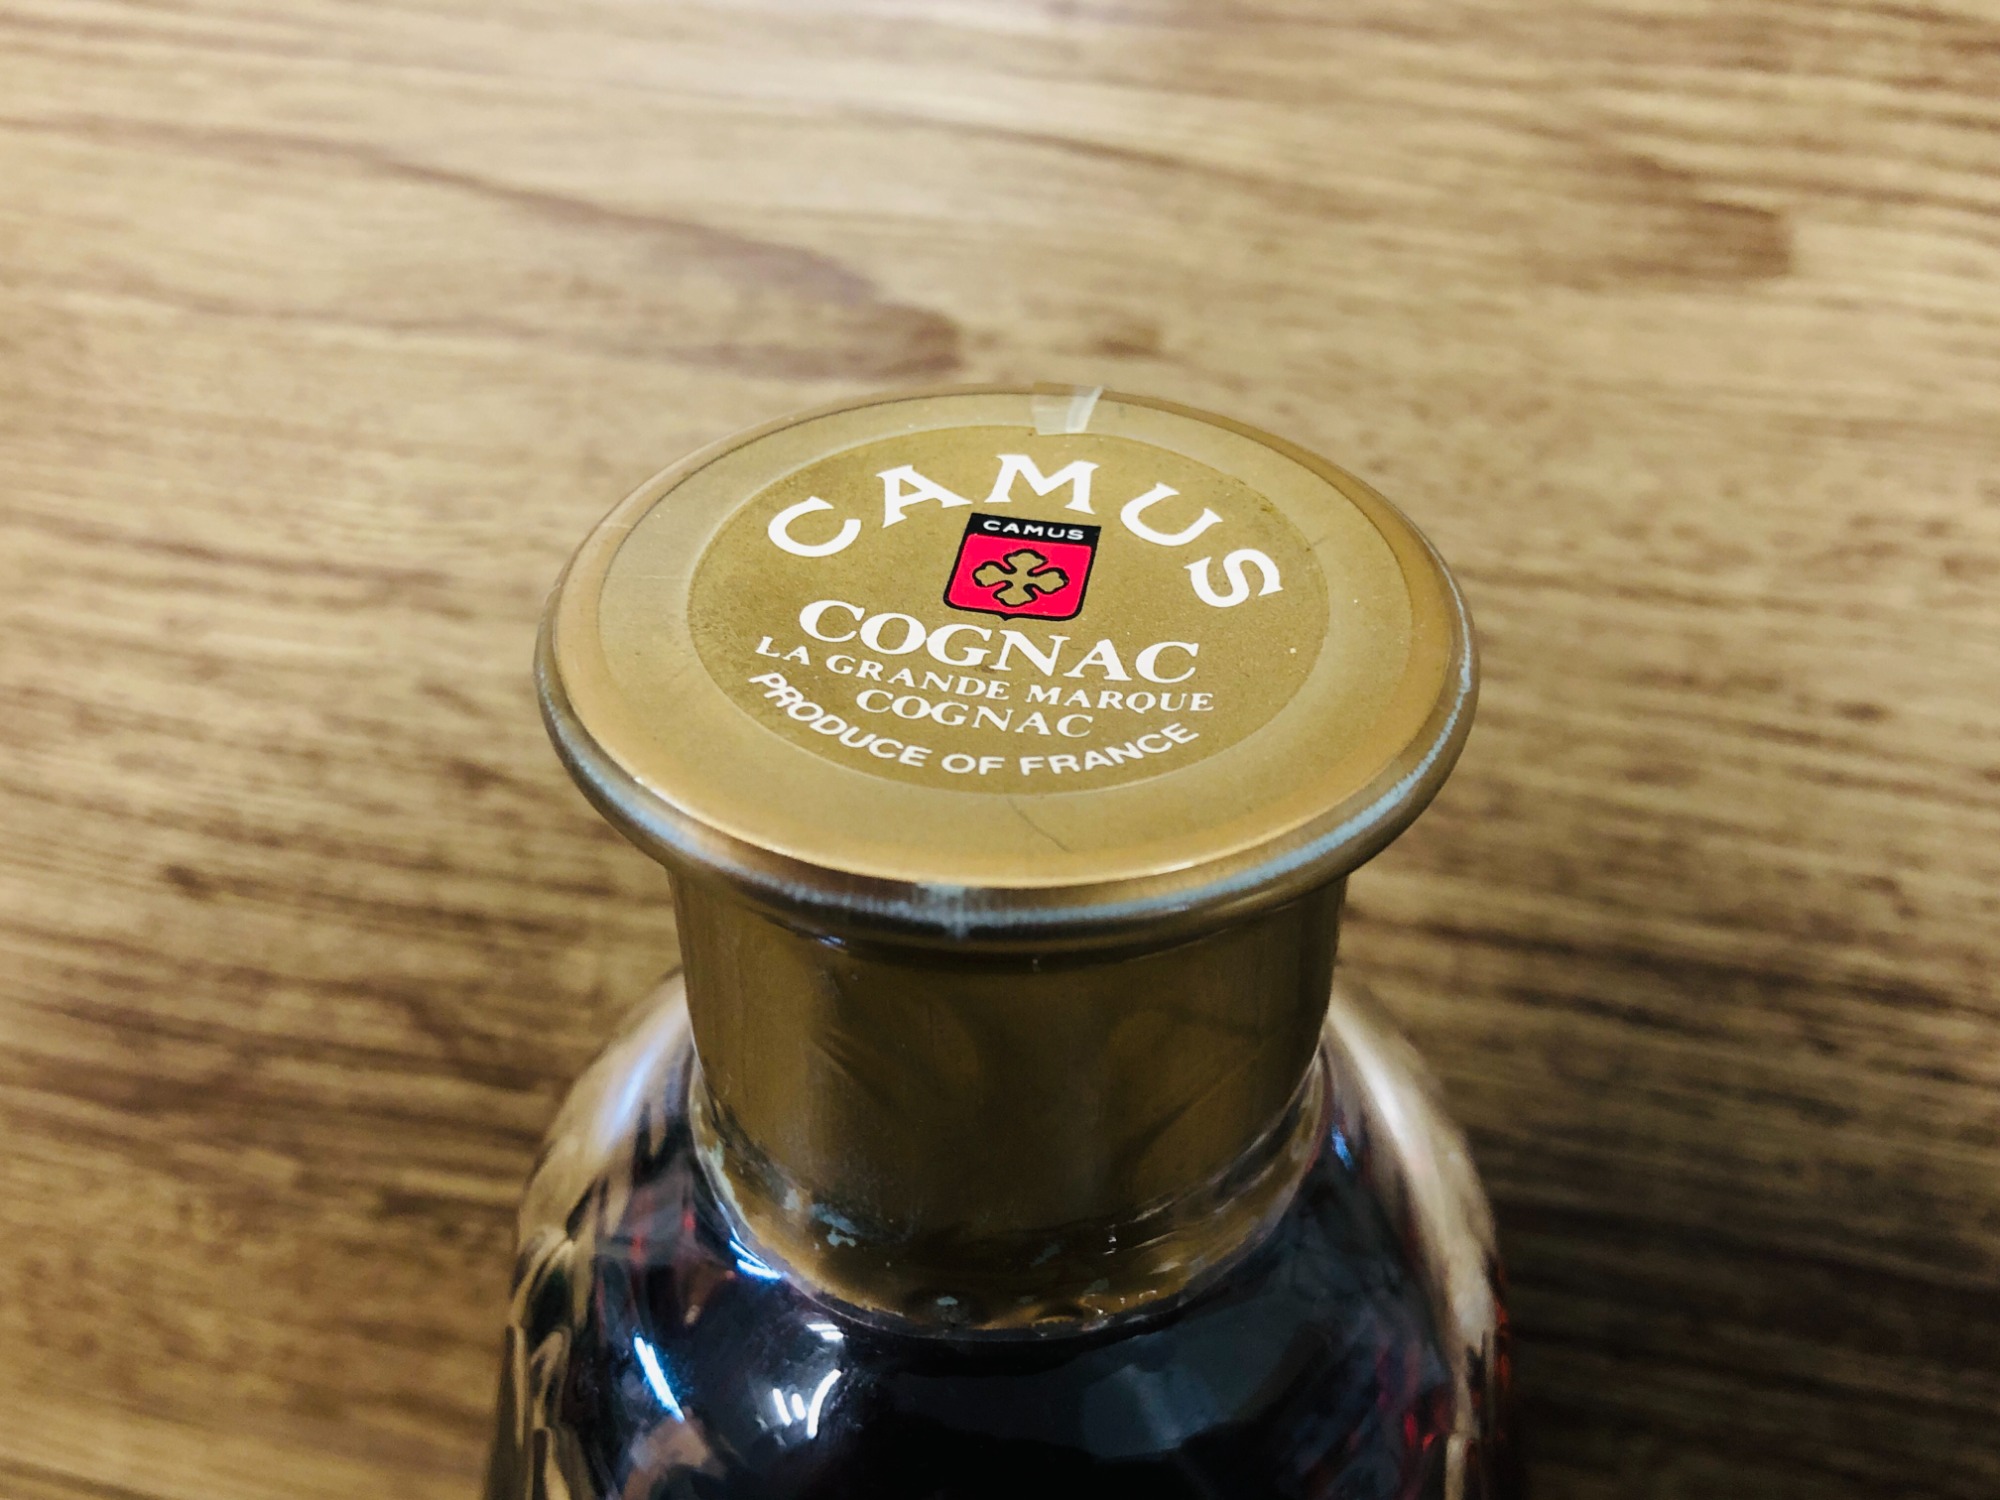 CAMUS
CAMUS
COGNAC
LA GRANDE MARQUE
COGNAC
PRODUCE OF FRANCE